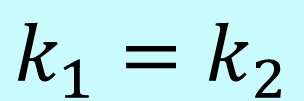 k₁ = k₂